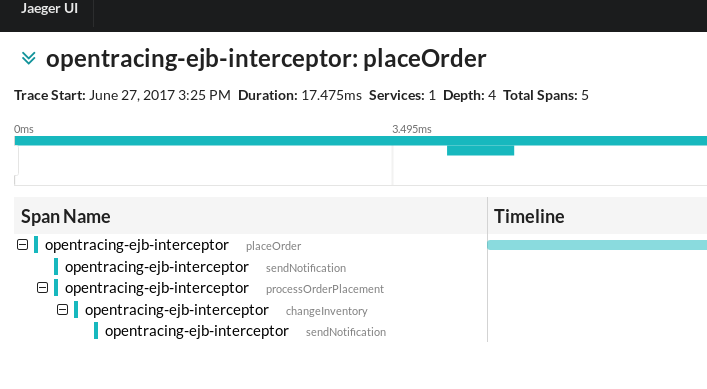 Jaeger UI
opentracing-ejb-interceptor: placeOrder
Trace Start: June 27, 2017 3:25 PM Duration: 17.475ms Services: 1 Depth: 4 Total Spans: 5
0ms 3.495ms
Span Name Timeline
opentracing-ejb-interceptor placeOrder
opentracing-ejb-interceptor sendNotification
opentracing-ejb-interceptor processOrderPlacement
opentracing-ejb-interceptor changeInventory
opentracing-ejb-interceptor sendNotification